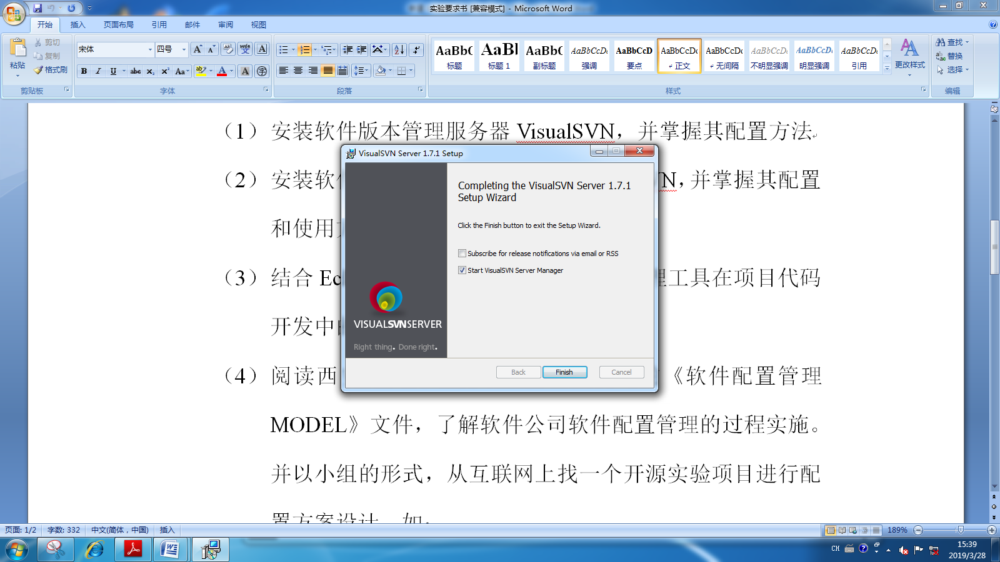 实验要求书 [兼容模式] - Microsoft Word
开始 插入 页面布局 引用 邮件 审阅 视图
粘贴 剪切 复制 格式刷
宋体 四号
AaBbC AaBl AaBbC AaBbCcDc AaBbCcD AaBbCcDc AaBbCcDc AaBbCcDc AaBbCcDc AaBbCcDc
标题 标题 1 副标题 强调 要点 正文 无间隔 不明显强调 明显强调 引用
更改样式
查找
替换
选择
剪贴板 字体 段落 样式 编辑
（1） 安装软件版本管理服务器 VisualSVN，并掌握其配置方法
（2） 安装软 N，并掌握其配置
和使用
（3） 结合 Ec 理工具在项目代码
开发中
（4） 阅读西 《软件配置管理
MODEL》文件，了解软件公司软件配置管理的过程实施。
并以小组的形式，从互联网上找一个开源实验项目进行配
置方案设计，如：
VisualSVN Server 1.7.1 Setup
Completing the VisualSVN Server 1.7.1
Setup Wizard
Click the Finish button to exit the Setup Wizard.
Subscribe for release notifications via email or RSS
Start VisualSVN Server Manager
VISUALSVNSERVER
Right thing. Done right.
Back Finish Cancel
页面: 1/2 字数: 332 中文(简体，中国) 插入 189%
CH 15:39
2019/3/28